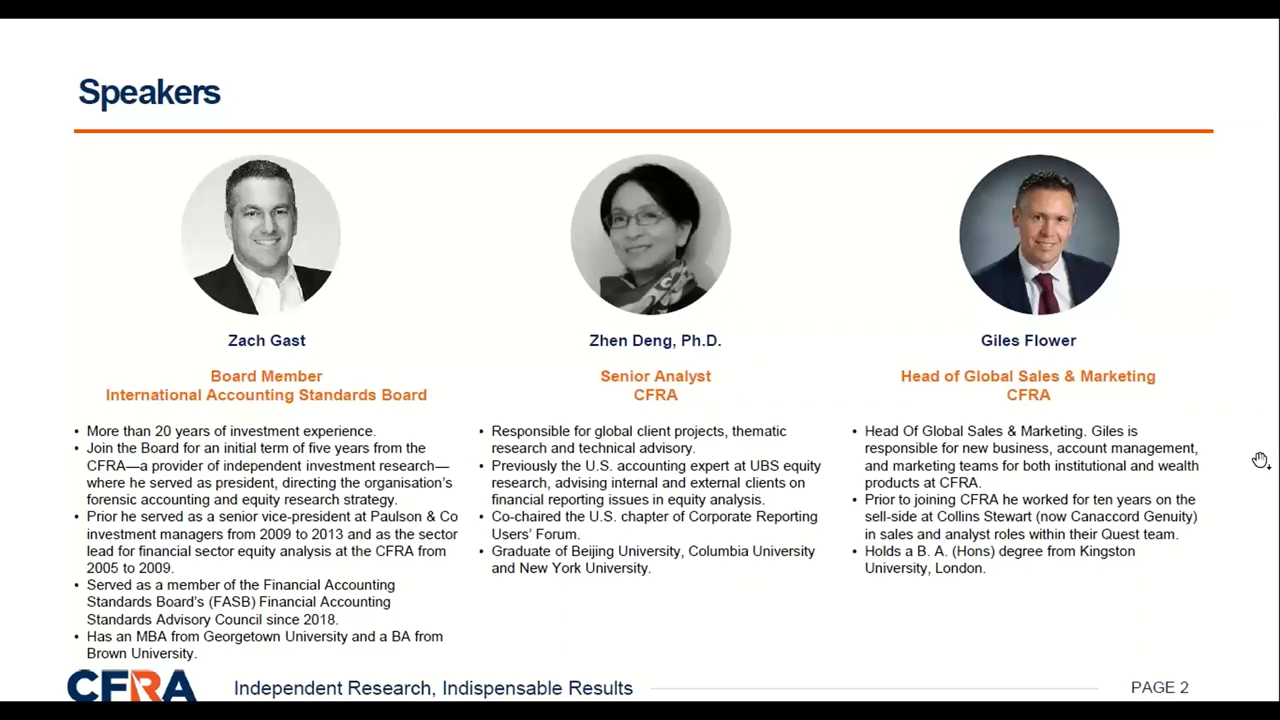 Speakers
Zach Gast
Board Member
International Accounting Standards Board
• More than 20 years of investment experience.
• Join the Board for an initial term of five years from the
CFRA—a provider of independent investment research—
where he served as president, directing the organisation's
forensic accounting and equity research strategy.
• Prior he served as a senior vice-president at Paulson & Co
investment managers from 2009 to 2013 and as the sector
lead for financial sector equity analysis at the CFRA from
2005 to 2009.
• Served as a member of the Financial Accounting
Standards Board's (FASB) Financial Accounting
Standards Advisory Council since 2018.
• Has an MBA from Georgetown University and a BA from
Brown University.
Zhen Deng, Ph.D.
Senior Analyst
CFRA
• Responsible for global client projects, thematic
research and technical advisory.
• Previously the U.S. accounting expert at UBS equity
research, advising internal and external clients on
financial reporting issues in equity analysis.
• Co-chaired the U.S. chapter of Corporate Reporting
Users' Forum.
• Graduate of Beijing University, Columbia University
and New York University.
Giles Flower
Head of Global Sales & Marketing
CFRA
• Head Of Global Sales & Marketing. Giles is
responsible for new business, account management,
and marketing teams for both institutional and wealth
products at CFRA.
• Prior to joining CFRA he worked for ten years on the
sell-side at Collins Stewart (now Canaccord Genuity)
in sales and analyst roles within their Quest team.
• Holds a B. A. (Hons) degree from Kingston
University, London.
CFRA
Independent Research, Indispensable Results
PAGE 2